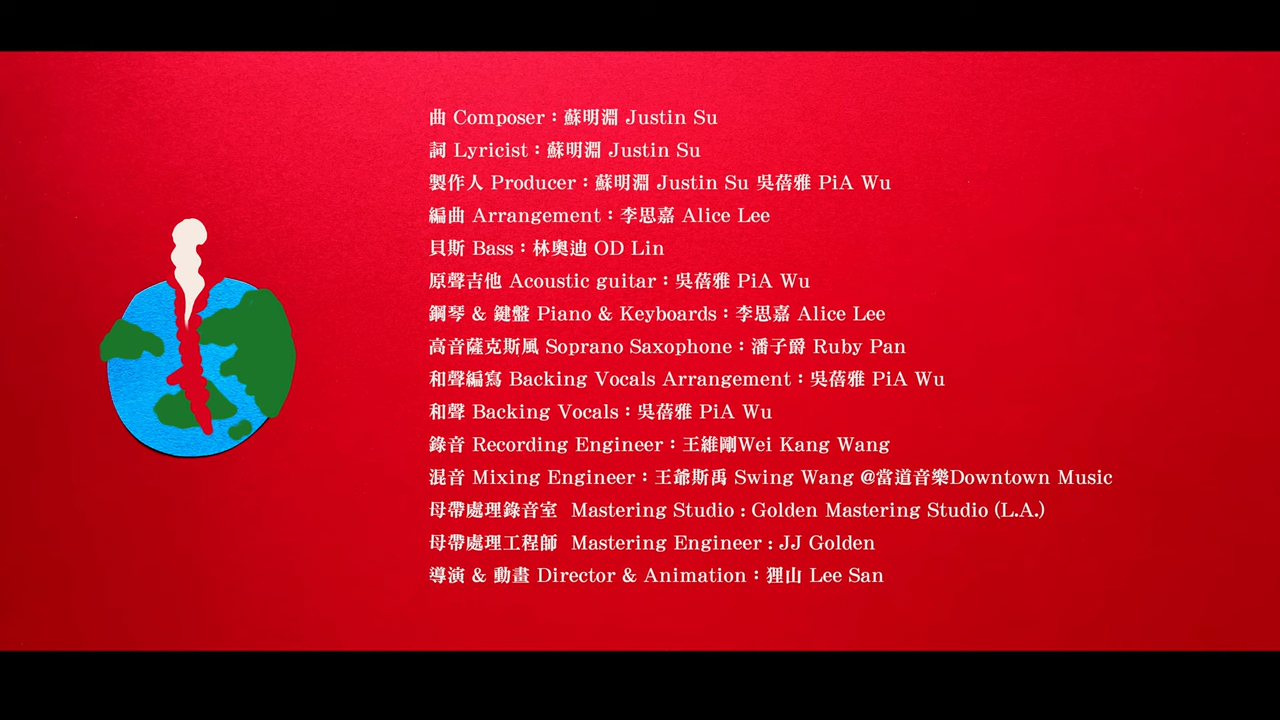 曲 Composer：蘇明淵 Justin Su
詞 Lyricist：蘇明淵 Justin Su
製作人 Producer：蘇明淵 Justin Su 吳蓓雅 PiA Wu
編曲 Arrangement：李思嘉 Alice Lee
貝斯 Bass：林奧迪 OD Lin
原聲吉他 Acoustic guitar：吳蓓雅 PiA Wu
鋼琴 & 鍵盤 Piano & Keyboards：李思嘉 Alice Lee
高音薩克斯風 Soprano Saxophone：潘子爵 Ruby Pan
和聲編寫 Backing Vocals Arrangement：吳蓓雅 PiA Wu
和聲 Backing Vocals：吳蓓雅 PiA Wu
錄音 Recording Engineer：王維剛Wei Kang Wang
混音 Mixing Engineer：王爺斯禹 Swing Wang @當道音樂Downtown Music
母帶處理錄音室  Mastering Studio : Golden Mastering Studio (L.A.)
母帶處理工程師  Mastering Engineer : JJ Golden
導演 & 動畫 Director & Animation：狸山 Lee San